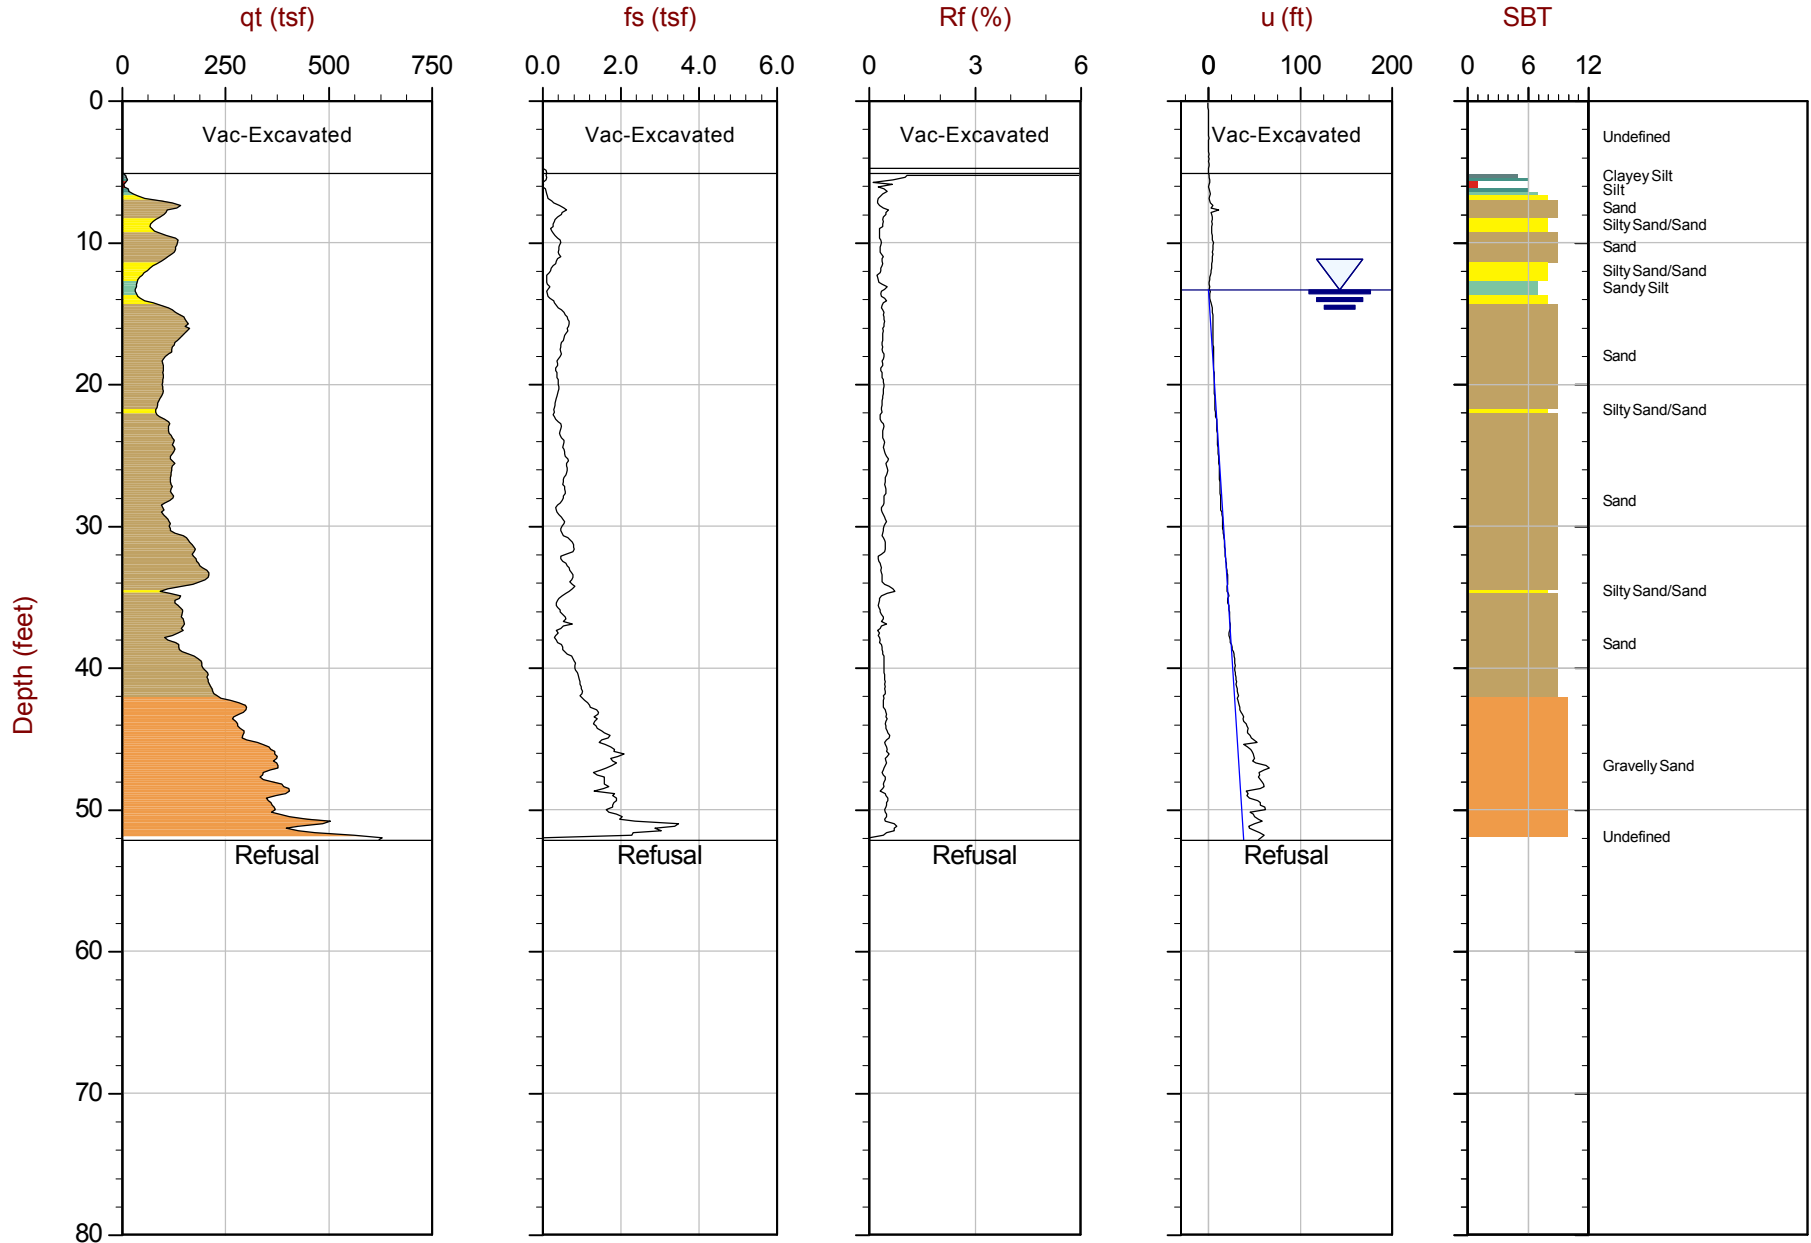 qt (tsf) fs (tsf) Rf (%) u (ft) SBT
0 250 500 750 0.0 2.0 4.0 6.0 0 3 6 0 100 200 0 6 12
0
Vac-Excavated Vac-Excavated Vac-Excavated Vac-Excavated Undefined
Clayey Silt
Silt
Sand
Silty Sand/Sand
10 Sand
Silty Sand/Sand
Sandy Silt
Sand
20
Silty Sand/Sand
Sand
30
Silty Sand/Sand
Sand
40
Depth (feet)
Gravelly Sand
50
Undefined
Refusal Refusal Refusal Refusal
60
70
80